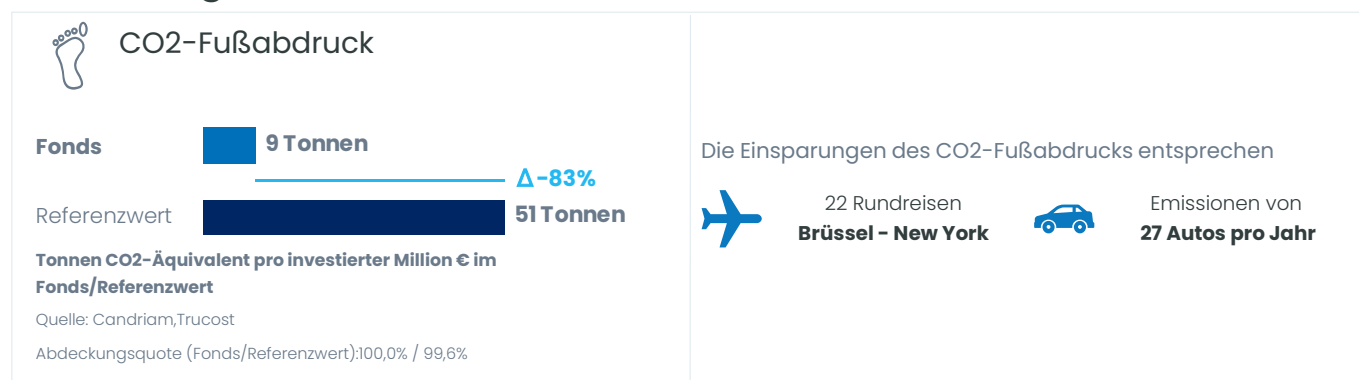 CO2-Fußabdruck
Fonds
9 Tonnen
Δ-83%
Referenzwert
51 Tonnen
Tonnen CO2-Äquivalent pro investierter Million € im
Fonds/Referenzwert
Quelle: Candriam,Trucost
Abdeckungsquote (Fonds/Referenzwert):100,0% / 99,6%
Die Einsparungen des CO2-Fußabdrucks entsprechen
22 Rundreisen
Brüssel - New York
Emissionen von
27 Autos pro Jahr